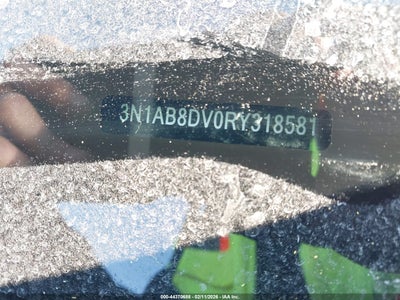 3N1AB8DV0RY318581
000-44370688 - 02/11/2026 - IAA Inc.